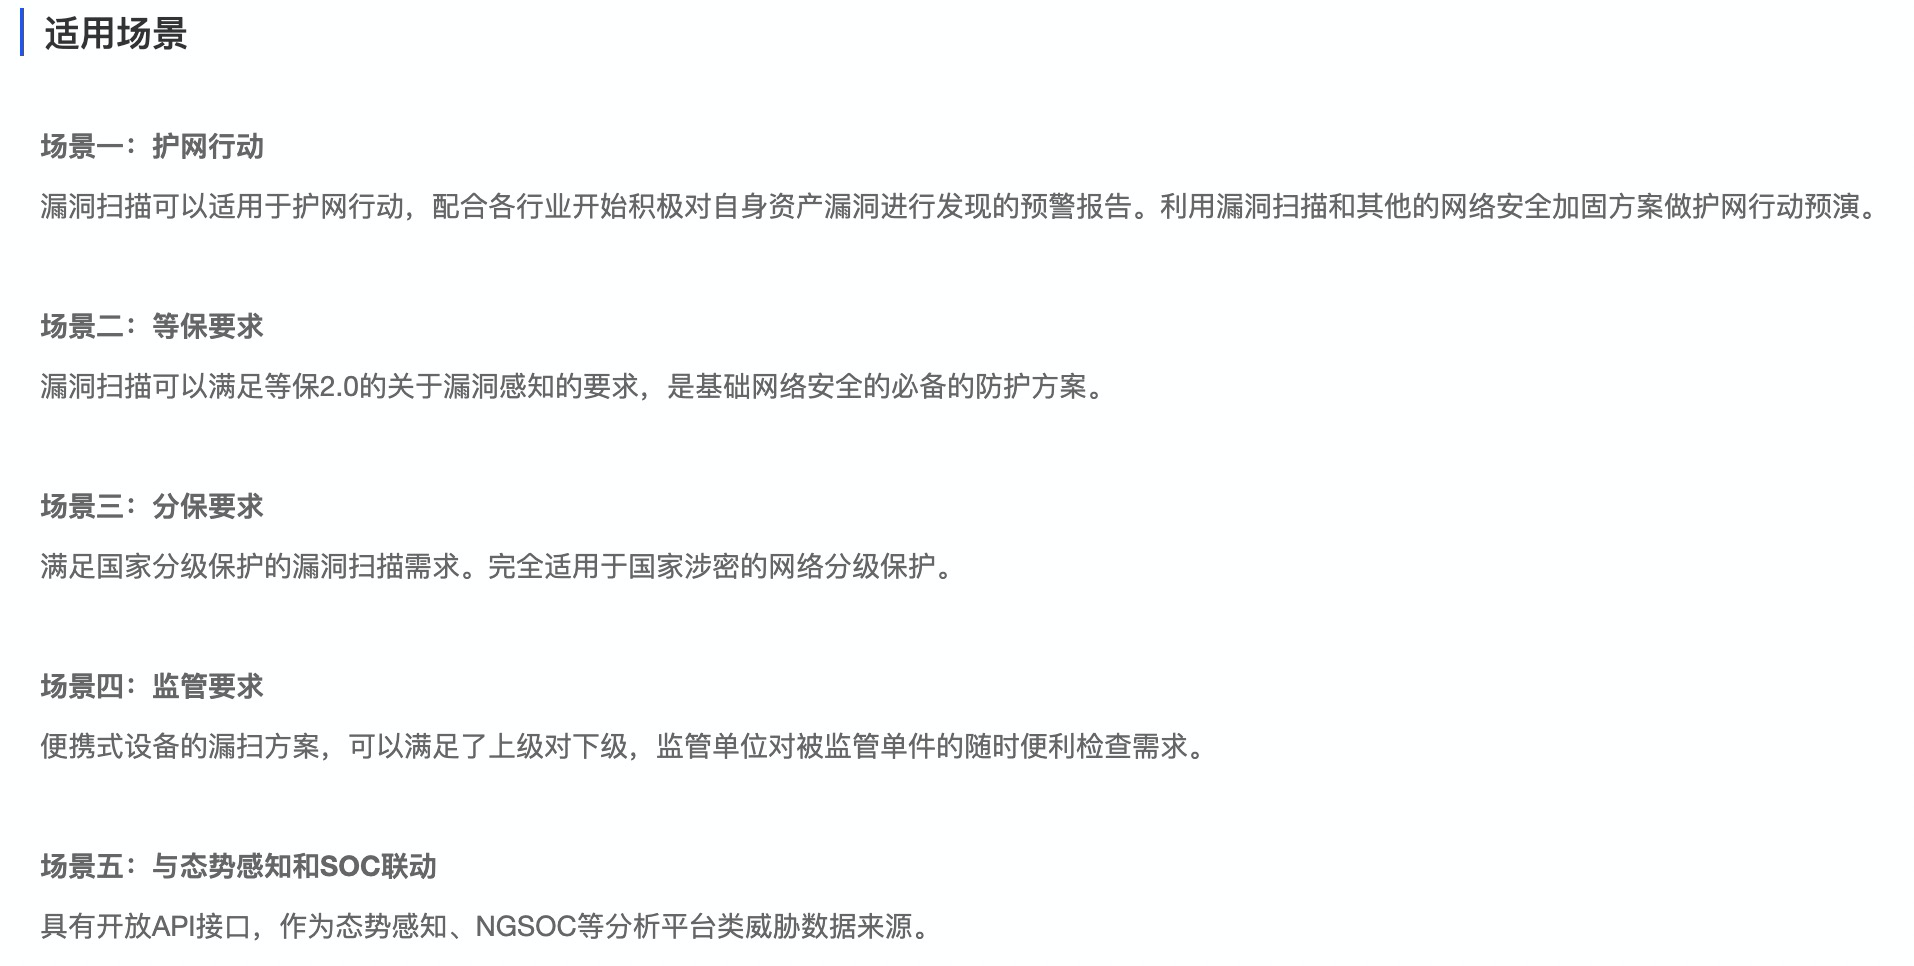 适用场景
场景一：护网行动
漏洞扫描可以适用于护网行动，配合各行业开始积极对自身资产漏洞进行发现的预警报告。利用漏洞扫描和其他的网络安全加固方案做护网行动预演。
场景二：等保要求
漏洞扫描可以满足等保2.0的关于漏洞感知的要求，是基础网络安全的必备的防护方案。
场景三：分保要求
满足国家分级保护的漏洞扫描需求。完全适用于国家涉密的网络分级保护。
场景四：监管要求
便携式设备的漏扫方案，可以满足了上级对下级，监管单位对被监管单件的随时便利检查需求。
场景五：与态势感知和SOC联动
具有开放API接口，作为态势感知、NGSOC等分析平台类威胁数据来源。